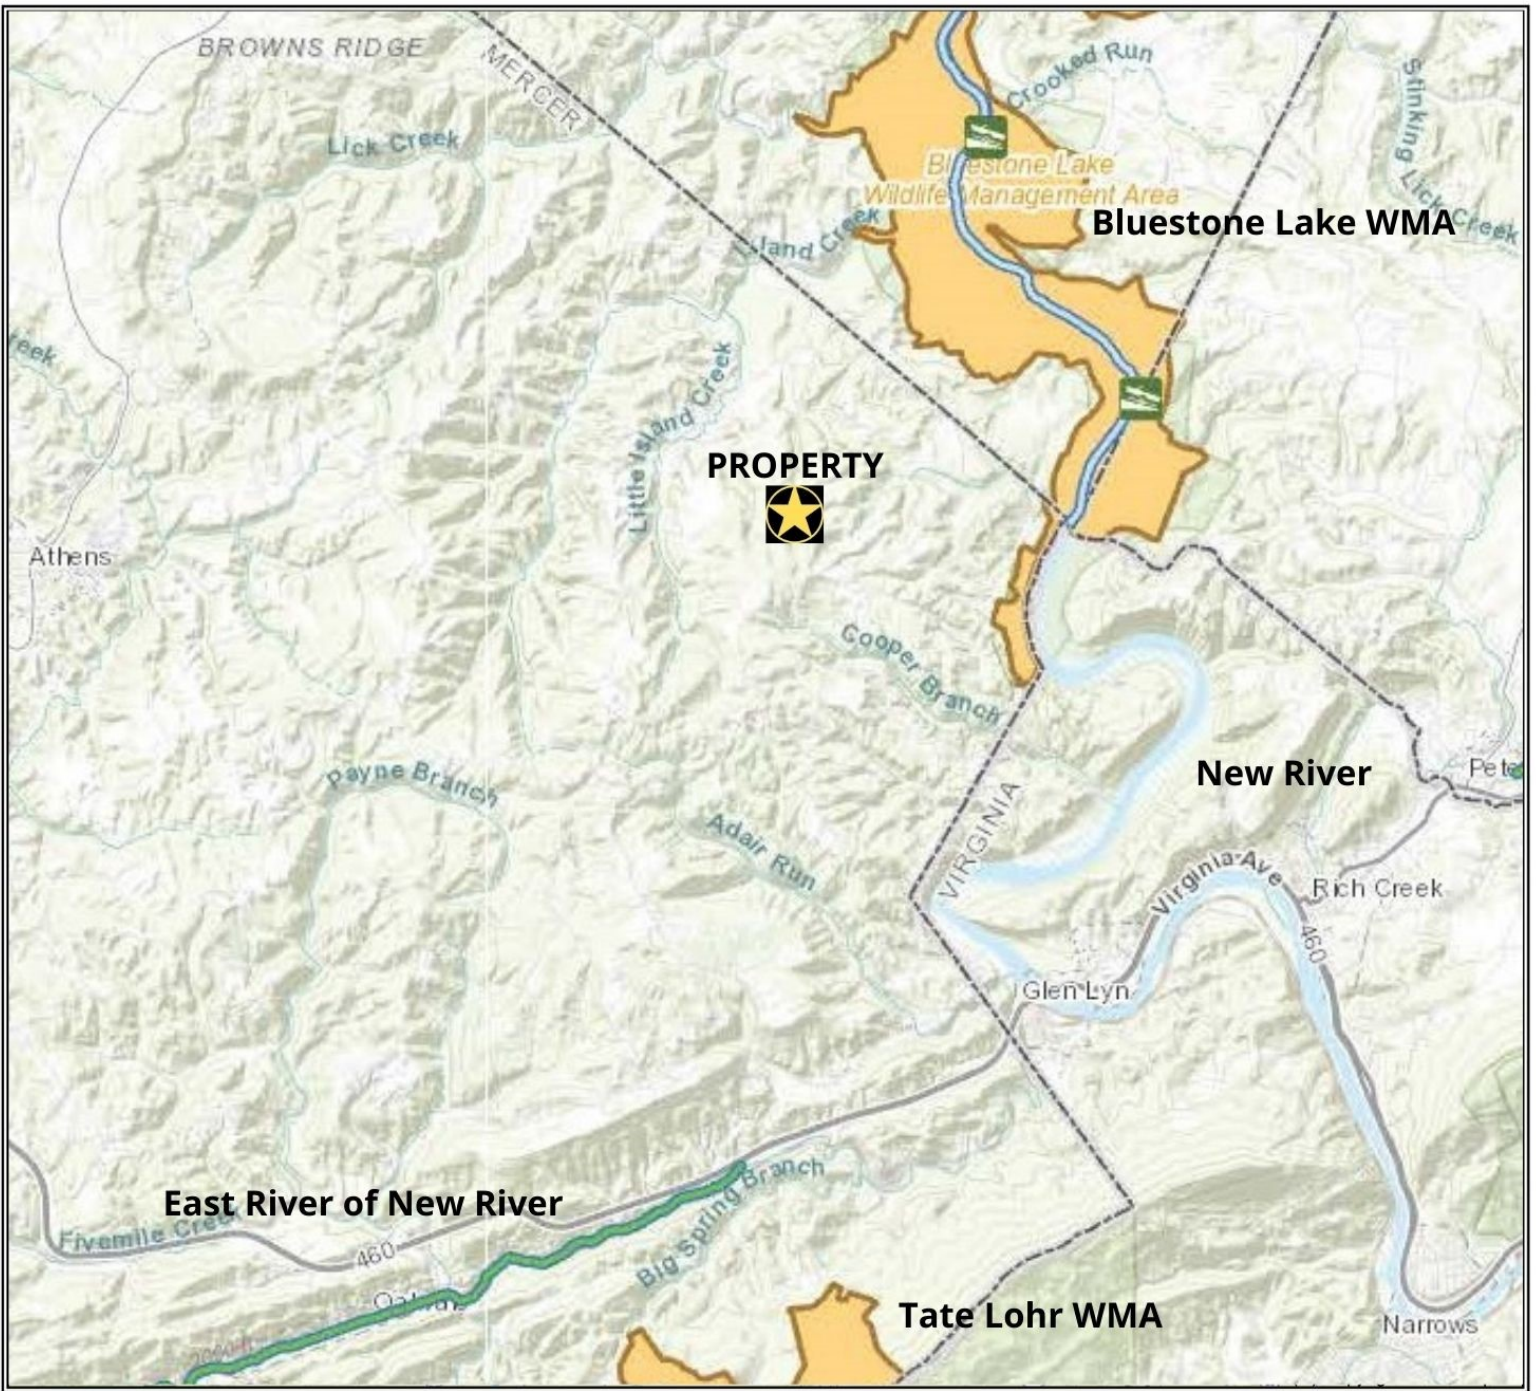 BROWNS RIDGE
MERCER
Crooked Run
Stinking Lick Creek
Lick Creek
Bluestone Lake
Wildlife Management Area
Bluestone Lake WMA
Island Creek
reek
Little Island Creek
PROPERTY
Athens
Cooper Branch
Payne Branch
New River
Pete
VIRGINIA
Adair Run
Virginia Ave
Rich Creek
460
Glen Lyn
Big Spring Branch
East River of New River
Fivemile Creek
460
Tate Lohr WMA
Narrows